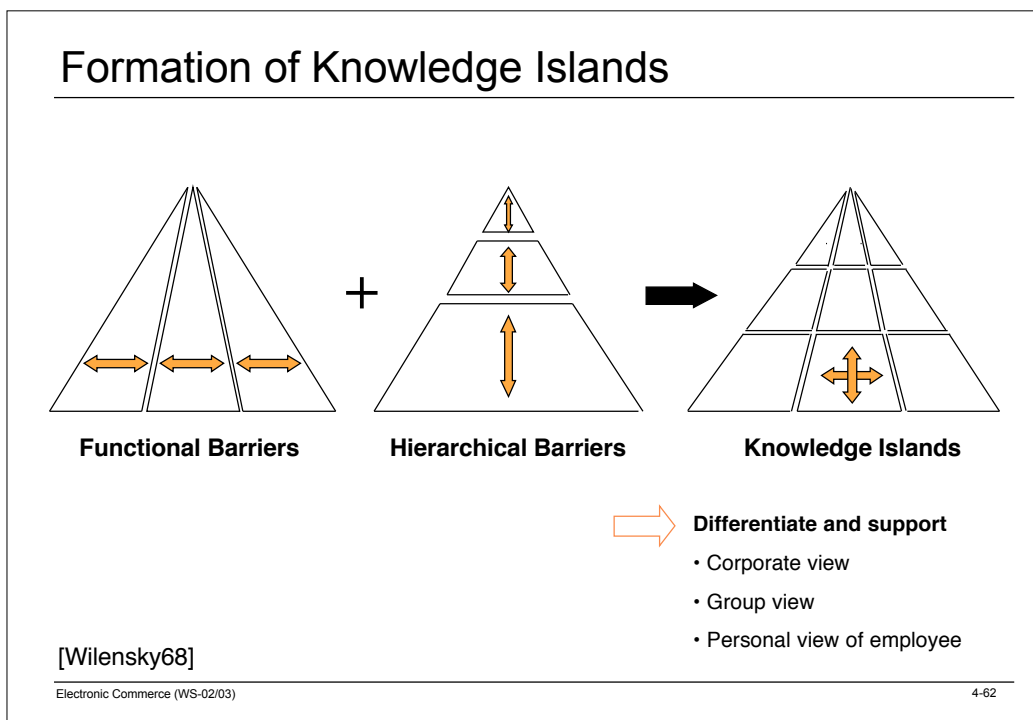 Formation of Knowledge Islands
+
Functional Barriers
Hierarchical Barriers
Knowledge Islands
Differentiate and support
• Corporate view
• Group view
• Personal view of employee
[Wilensky68]
Electronic Commerce (WS-02/03)
4-62